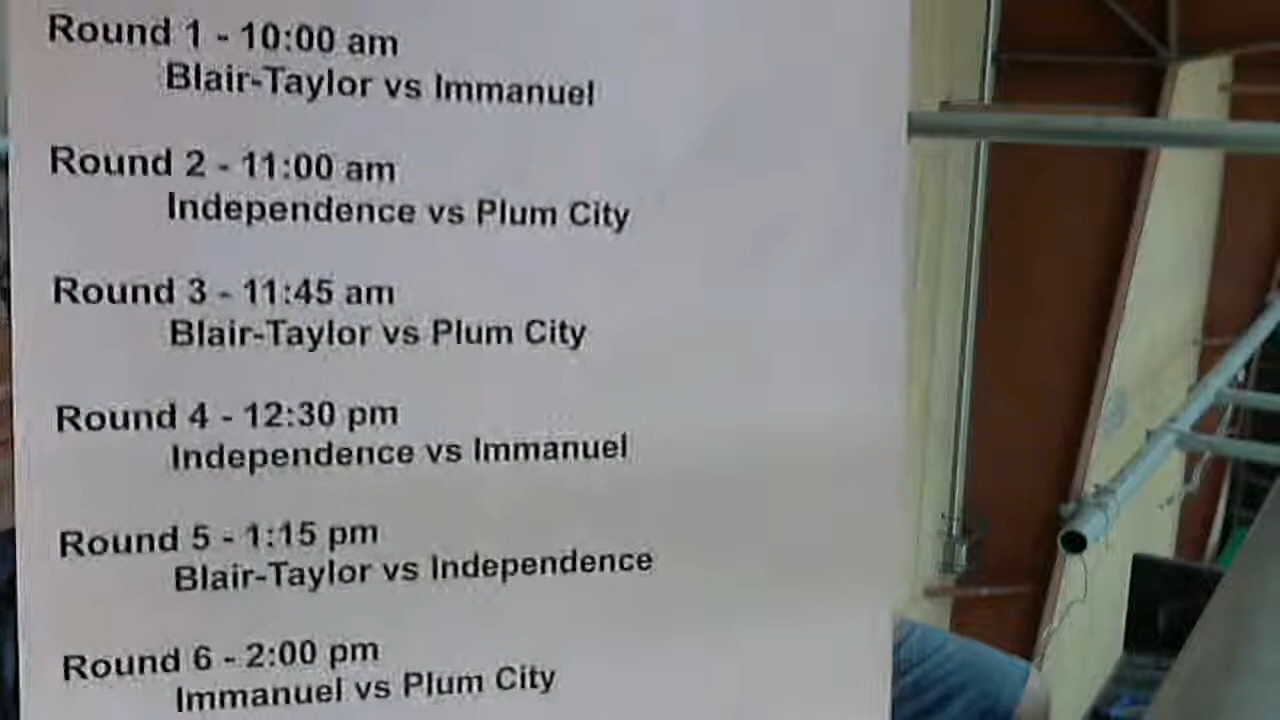 Round 1 - 10:00 am
Blair-Taylor vs Immanuel
Round 2 - 11:00 am
Independence vs Plum City
Round 3 - 11:45 am
Blair-Taylor vs Plum City
Round 4 - 12:30 pm
Independence vs Immanuel
Round 5 - 1:15 pm
Blair-Taylor vs Independence
Round 6 - 2:00 pm
Immanuel vs Plum City